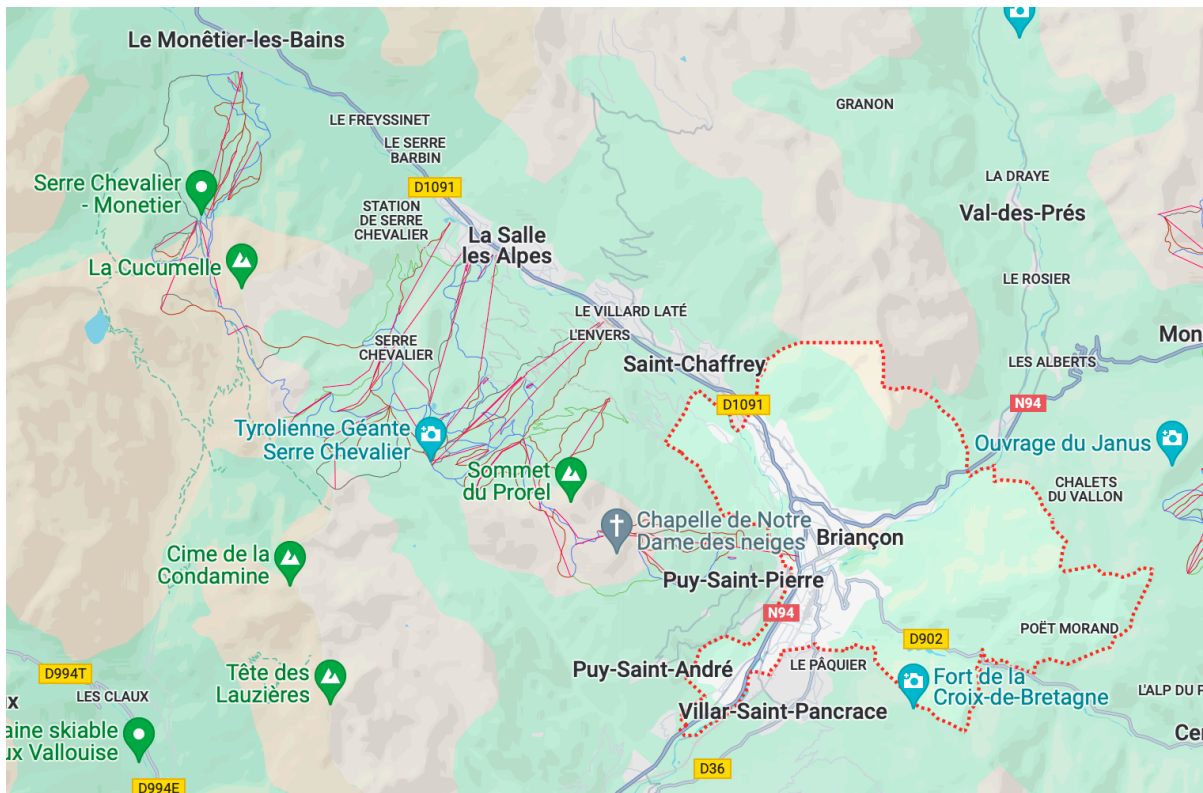 Le Monêtier-les-Bains
GRANON
LE FREYSSINET
LE SERRE
BARBIN
D1091
Serre Chevalier
- Monetier
STATION
DE SERRE
CHEVALIER
LA DRAYE
Val-des-Prés
La Salle
les Alpes
La Cucumelle
LE ROSIER
LE VILLARD LATÉ
L'ENVERS
SERRE
CHEVALIER
Saint-Chaffrey
LES ALBERTS
Mon
D1091
N94
Tyrolienne Géante
Serre Chevalier
Ouvrage du Janus
Sommet
du Prorel
CHALETS
DU VALLON
Chapelle de Notre
Dame des neiges
Briançon
Cime de la
Condamine
Puy-Saint-Pierre
N94
POËT MORAND
D902
D994T
Tête des
Lauzières
Puy-Saint-André
LE PÂQUIER
Fort de la
Croix-de-Bretagne
LES CLAUX
x
L'ALP DU P
Villar-Saint-Pancrace
aine skiable
ux Vallouise
Cer
D36
D994E